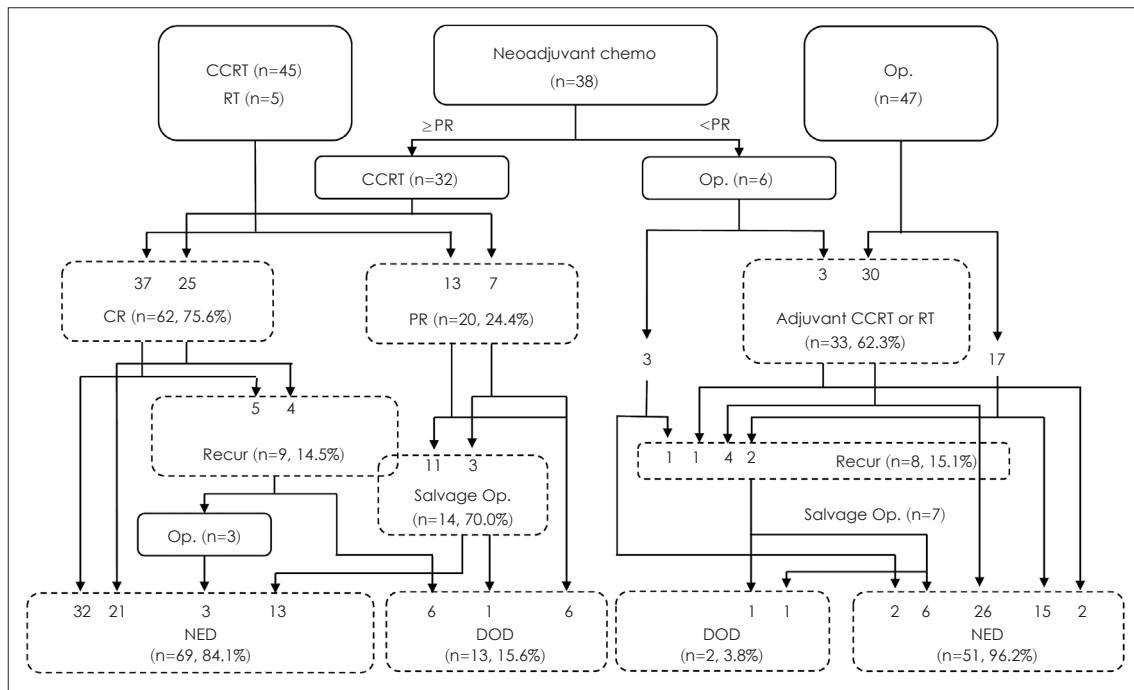 CCRT (n=45)
RT (n=5)
Neoadjuvant chemo
(n=38)
Op.
(n=47)
≥PR
<PR
CCRT (n=32)
Op. (n=6)
37 25
CR (n=62, 75.6%)
13 7
PR (n=20, 24.4%)
3 30
Adjuvant CCRT or RT
(n=33, 62.3%)
3
17
5 4
Recur (n=9, 14.5%)
11 3
Salvage Op.
(n=14, 70.0%)
1 1 4 2
Recur (n=8, 15.1%)
Op. (n=3)
Salvage Op. (n=7)
32 21 3 13
NED
(n=69, 84.1%)
6 1 6
DOD
(n=13, 15.6%)
1 1
DOD
(n=2, 3.8%)
2 6 26 15 2
NED
(n=51, 96.2%)